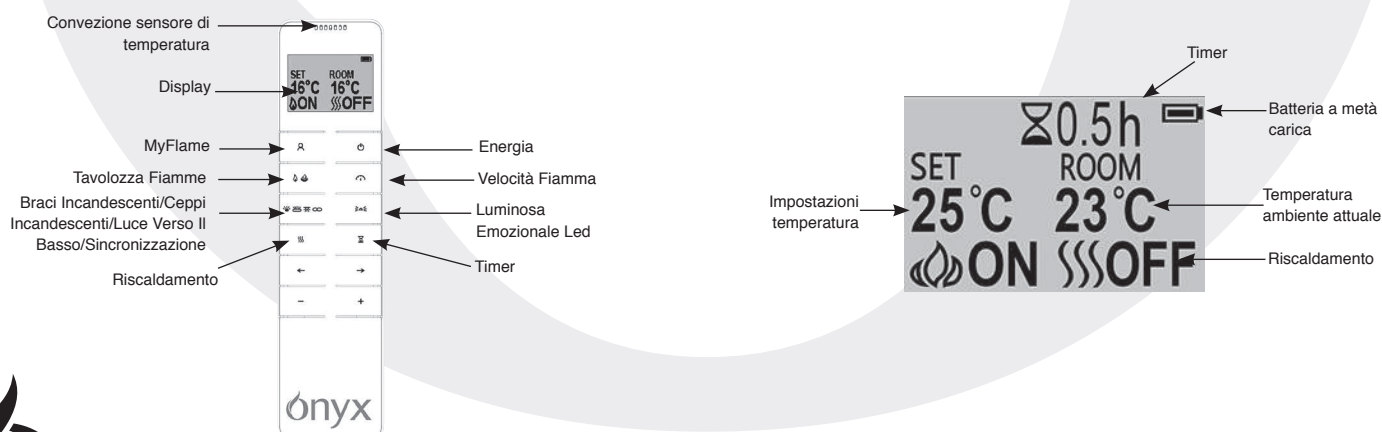 Convezione sensore di
temperatura
Display
SET ROOM
16°C 16°C
ON OFF
MyFlame
Energia
Tavolozza Fiamme
Velocità Fiamma
Braci Incandescenti/Ceppi
Incandescenti/Luce Verso Il
Basso/Sincronizzazione
Luminosa
Emozionale Led
Riscaldamento
Timer
onyx
Timer
0.5h
Batteria a metà
carica
SET ROOM
25°C 23°C
Impostazioni
temperatura
Temperatura
ambiente attuale
ON OFF
Riscaldamento